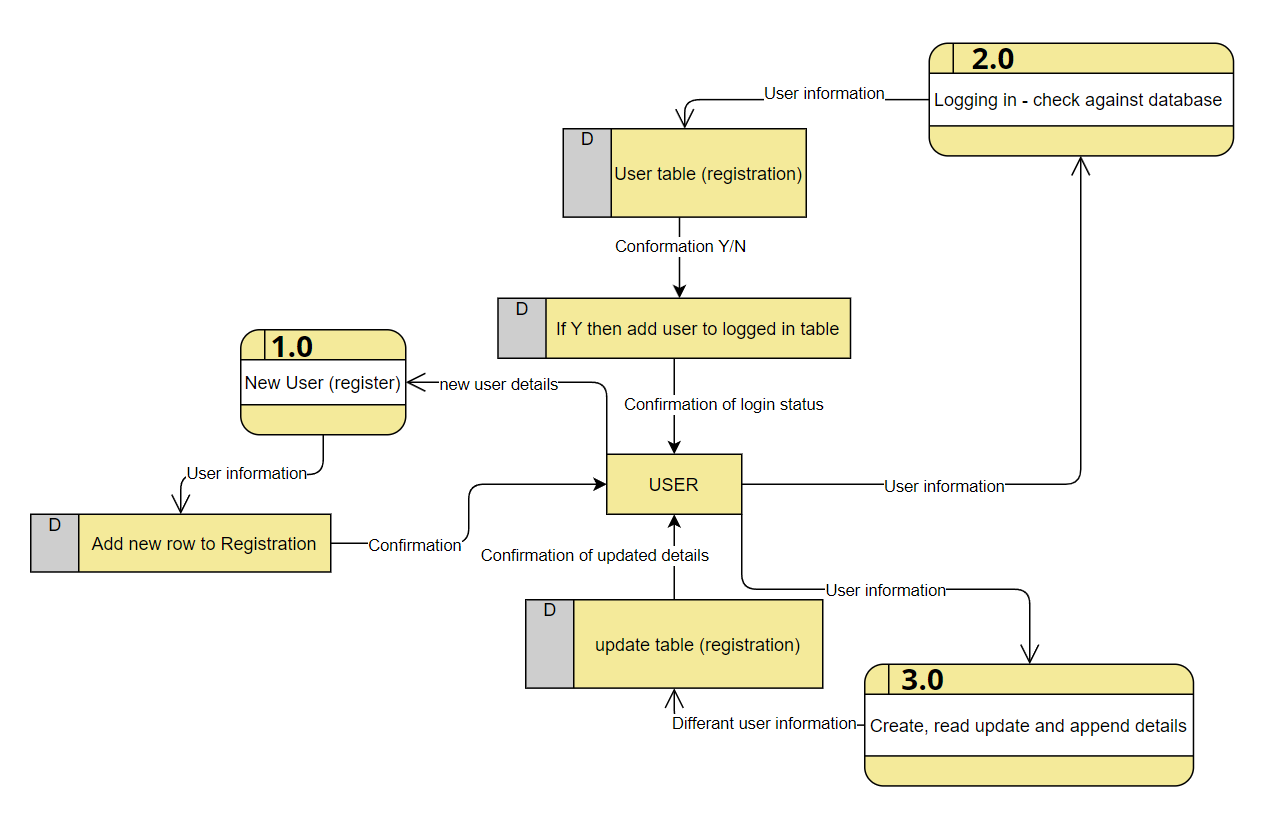 2.0
Logging in - check against database
User information
D
User table (registration)
Conformation Y/N
D
If Y then add user to logged in table
1.0
New User (register)
new user details
Confirmation of login status
User information
USER
User information
D
Add new row to Registration
Confirmation
Confirmation of updated details
User information
D
update table (registration)
3.0
Create, read update and append details
Differant user information